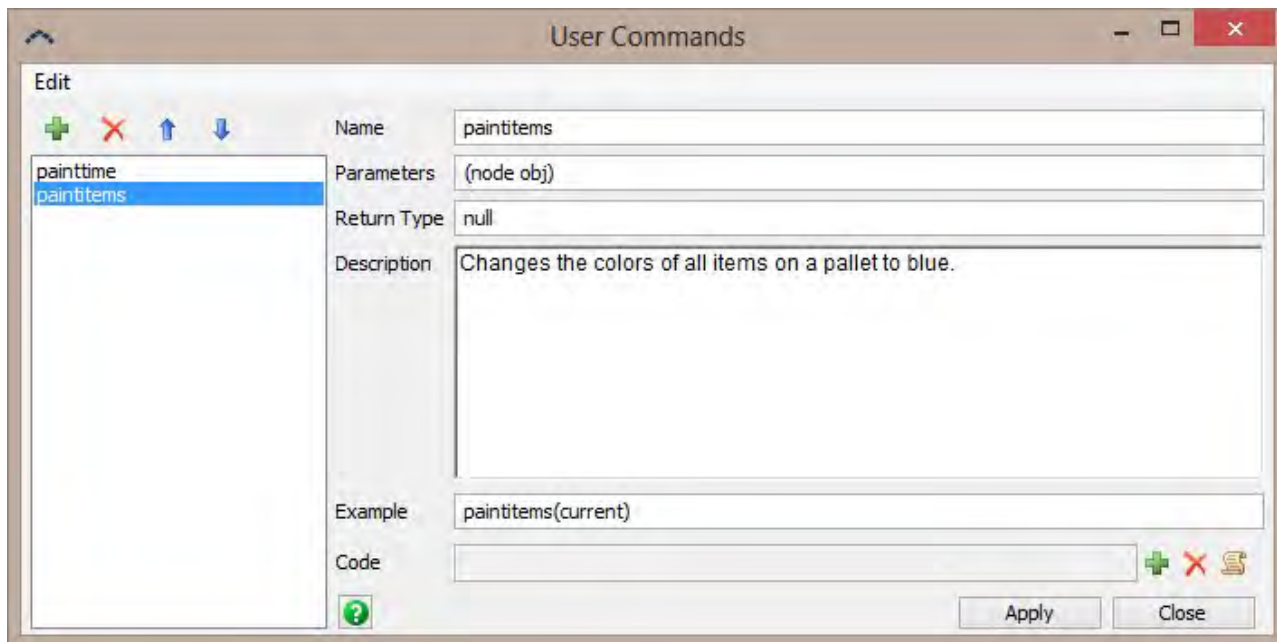 User Commands
Edit
Name paintitems
painttime
paintitems
Parameters (node obj)
Return Type null
Description Changes the colors of all items on a pallet to blue.
Example paintitems(current)
Code
Apply Close